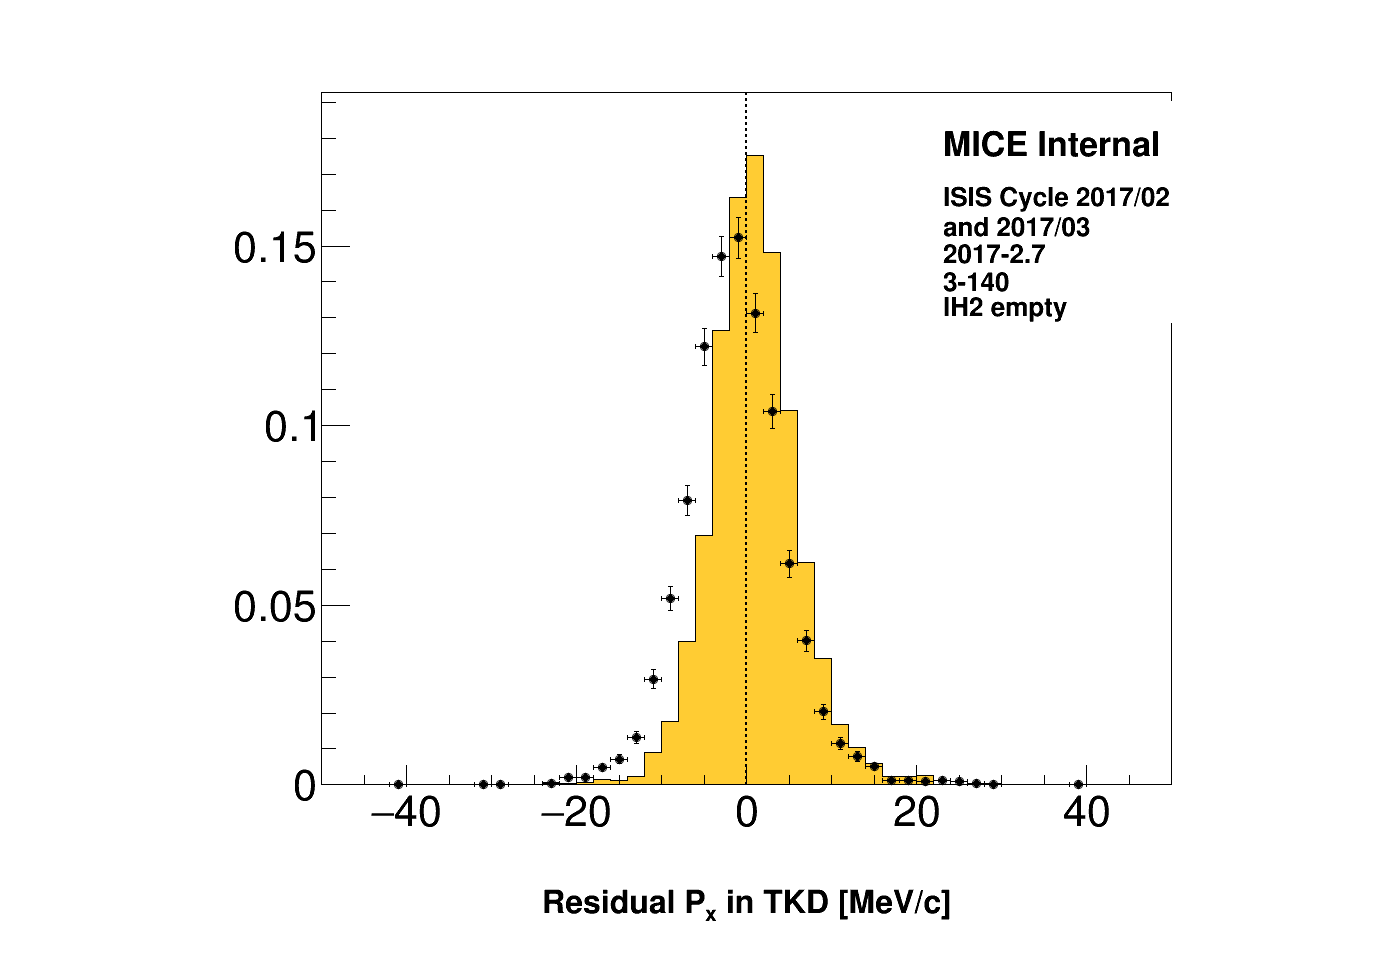 MICE Internal
ISIS Cycle 2017/02
and 2017/03
2017-2.7
3-140
IH2 empty
0.15
0.1
0.05
0
−40 −20 0 20 40
Residual Px in TKD [MeV/c]